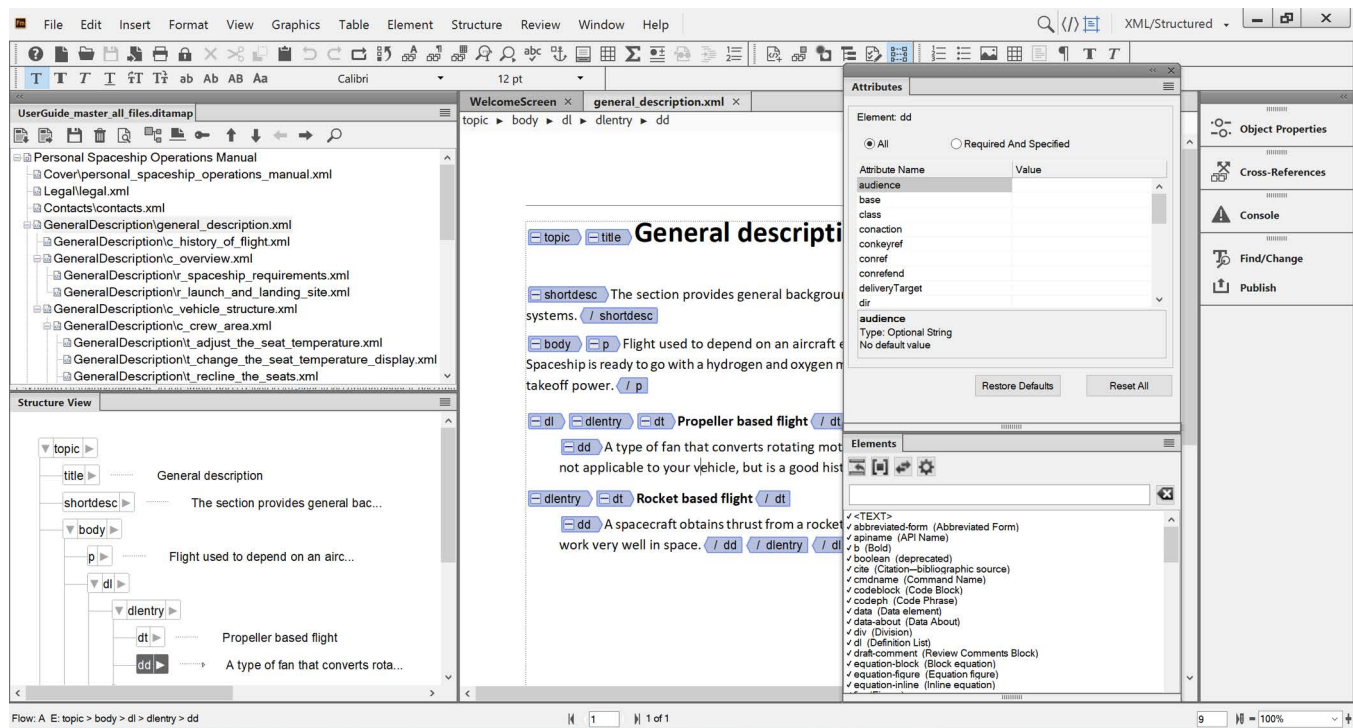 Fm File Edit Insert Format View Graphics Table Element Structure Review Window Help XML/Structured
T T T T ab Ab AB Aa Calibri 12 pt
UserGuide_master_all_files.ditamap
Personal Spaceship Operations Manual
Cover\personal_spaceship_operations_manual.xml
Legal\legal.xml
Contacts\contacts.xml
GeneralDescription\general_description.xml
GeneralDescription\c_history_of_flight.xml
GeneralDescription\c_overview.xml
GeneralDescription\r_spaceship_requirements.xml
GeneralDescription\r_launch_and_landing_site.xml
GeneralDescription\c_vehicle_structure.xml
GeneralDescription\c_crew_area.xml
GeneralDescription\t_adjust_the_seat_temperature.xml
GeneralDescription\t_change_the_seat_temperature_display.xml
GeneralDescription\t_recline_the_seats.xml
Structure View
topic
title General description
shortdesc The section provides general bac...
body
p Flight used to depend on an airc...
dl
dlentry
dt Propeller based flight
dd A type of fan that converts rota...
WelcomeScreen × general_description.xml ×
topic ► body ► dl ► dlentry ► dd
topic title General descripti
shortdesc The section provides general backgrou
systems. / shortdesc
body p Flight used to depend on an aircraft e
Spaceship is ready to go with a hydrogen and oxygen m
takeoff power. / p
dl dlentry dt Propeller based flight / dt
dd A type of fan that converts rotating mot
not applicable to your vehicle, but is a good hist
dlentry dt Rocket based flight / dt
dd A spacecraft obtains thrust from a rocket
work very well in space. / dd / dlentry / dl
Attributes
Element: dd
All Required And Specified
Attribute Name Value
audience
base
class
conaction
conkeyref
conref
conrefend
deliveryTarget
dir
audience
Type: Optional String
No default value
Restore Defaults Reset All
Elements
✓ <TEXT>
✓ abbreviated-form (Abbreviated Form)
✓ apiname (API Name)
✓ b (Bold)
✓ boolean (deprecated)
✓ cite (Citation—bibliographic source)
✓ cmdname (Command Name)
✓ codeblock (Code Block)
✓ codeph (Code Phrase)
✓ data (Data element)
✓ data-about (Data About)
✓ div (Division)
✓ dl (Definition List)
✓ draft-comment (Review Comments Block)
✓ equation-block (Block equation)
✓ equation-figure (Equation figure)
✓ equation-inline (Inline equation)
Object Properties
Cross-References
Console
Find/Change
Publish
Flow: A E: topic > body > dl > dlentry > dd 1 1 of 1 9 100%